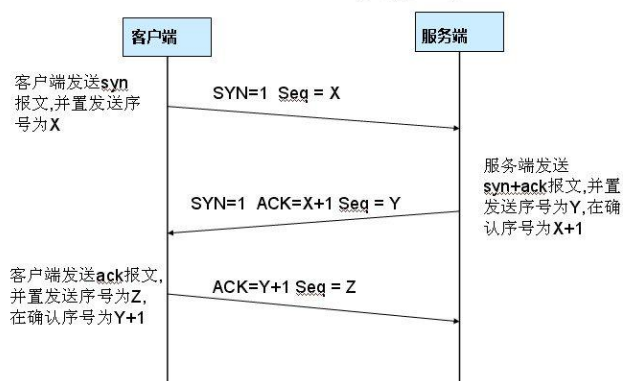 客户端
服务端
客户端发送syn
报文,并置发送序
号为X
SYN=1 Seq = X
服务端发送
syn+ack报文,并置
发送序号为Y,在确
认序号为X+1
SYN=1 ACK=X+1 Seq = Y
客户端发送ack报文,
并置发送序号为Z,
在确认序号为Y+1
ACK=Y+1 Seq = Z